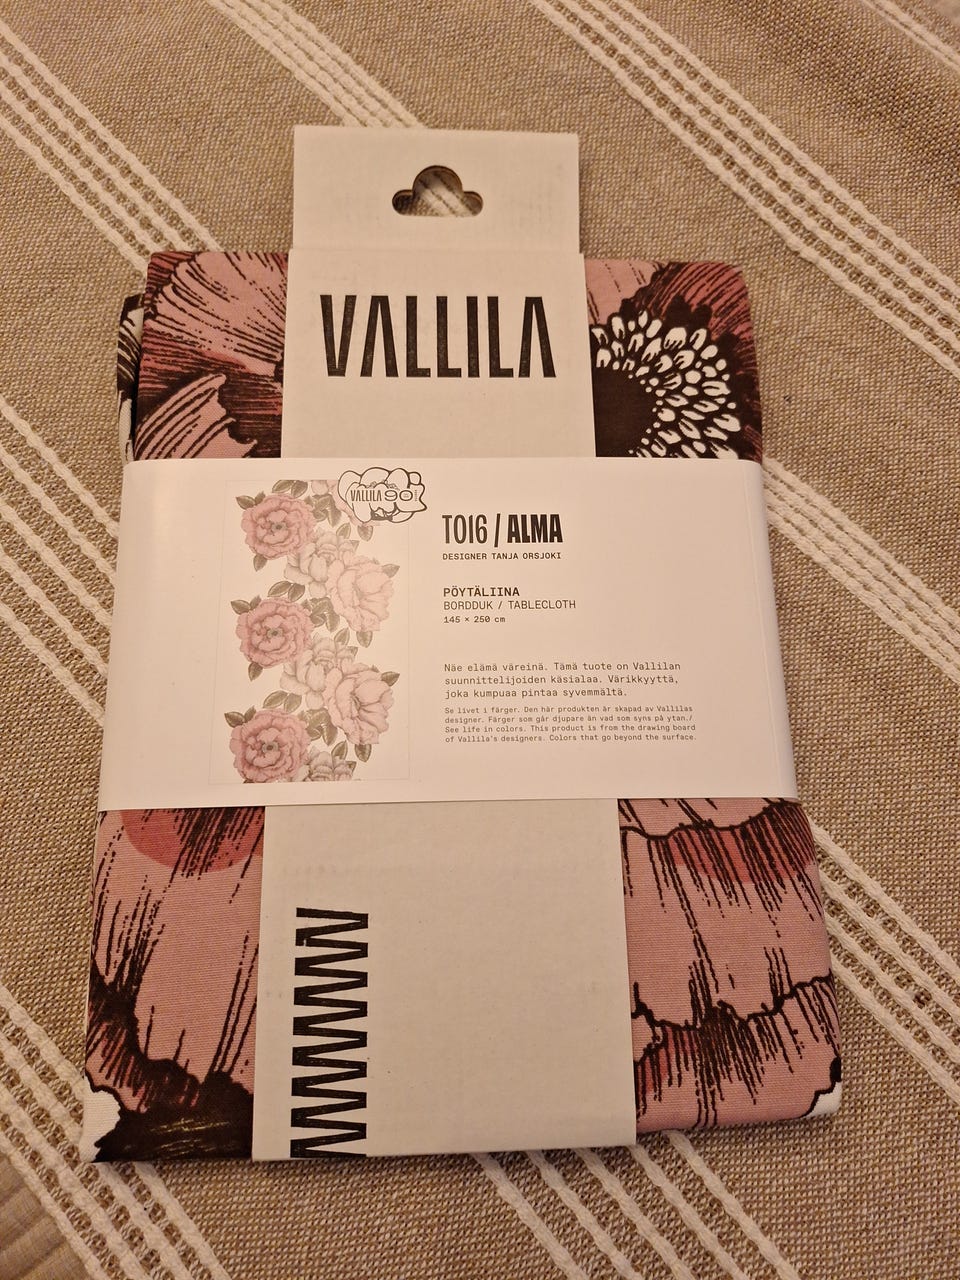 VALLILA
VALLILA 90
TO16 / ALMA
DESIGNER TANJA ORSJOKI
PÖYTÄLIINA
BORDDUK / TABLECLOTH
145 × 250 cm
Näe elämä väreinä. Tämä tuote on Vallilan
suunnittelijoiden käsialaa. Värikkyyttä,
joka kumpuaa pintaa syvemmältä.
Se livet i färger. Den här produkten är skapad av Vallilas
designer. Färger som går djupare än vad som syns på ytan./
See life in colors. This product is from the drawing board
of Vallila's designers. Colors that go beyond the surface.